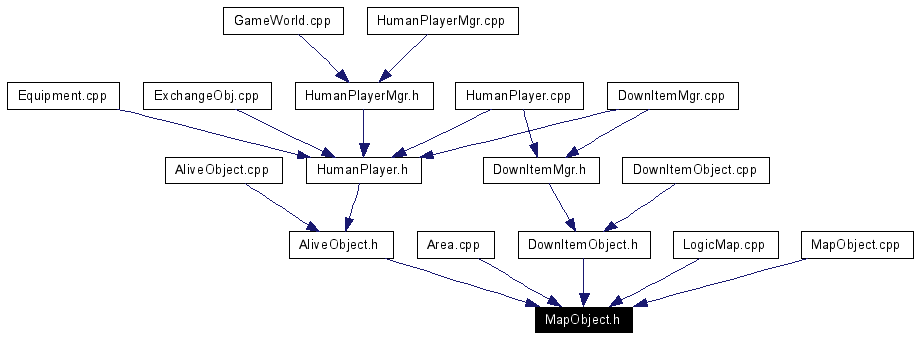 GameWorld.cpp HumanPlayerMgr.cpp
Equipment.cpp ExchangeObj.cpp HumanPlayerMgr.h HumanPlayer.cpp DownItemMgr.cpp
AliveObject.cpp HumanPlayer.h DownItemMgr.h DownItemObject.cpp
AliveObject.h Area.cpp DownItemObject.h LogicMap.cpp MapObject.cpp
MapObject.h